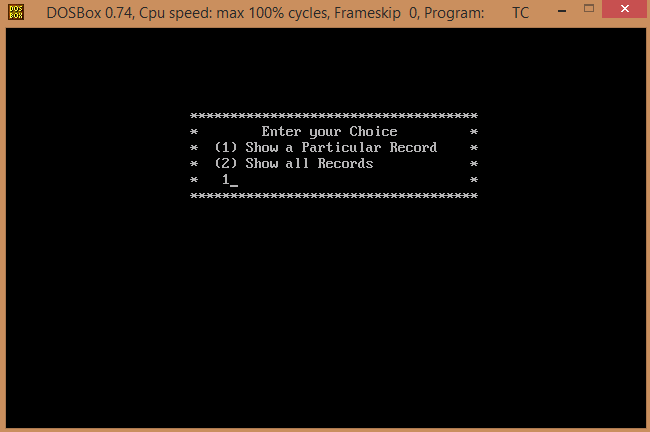 DOS BOX DOSBox 0.74, Cpu speed: max 100% cycles, Frameskip 0, Program: TC
************************************
* Enter your Choice *
* (1) Show a Particular Record *
* (2) Show all Records *
* 1_ *
************************************